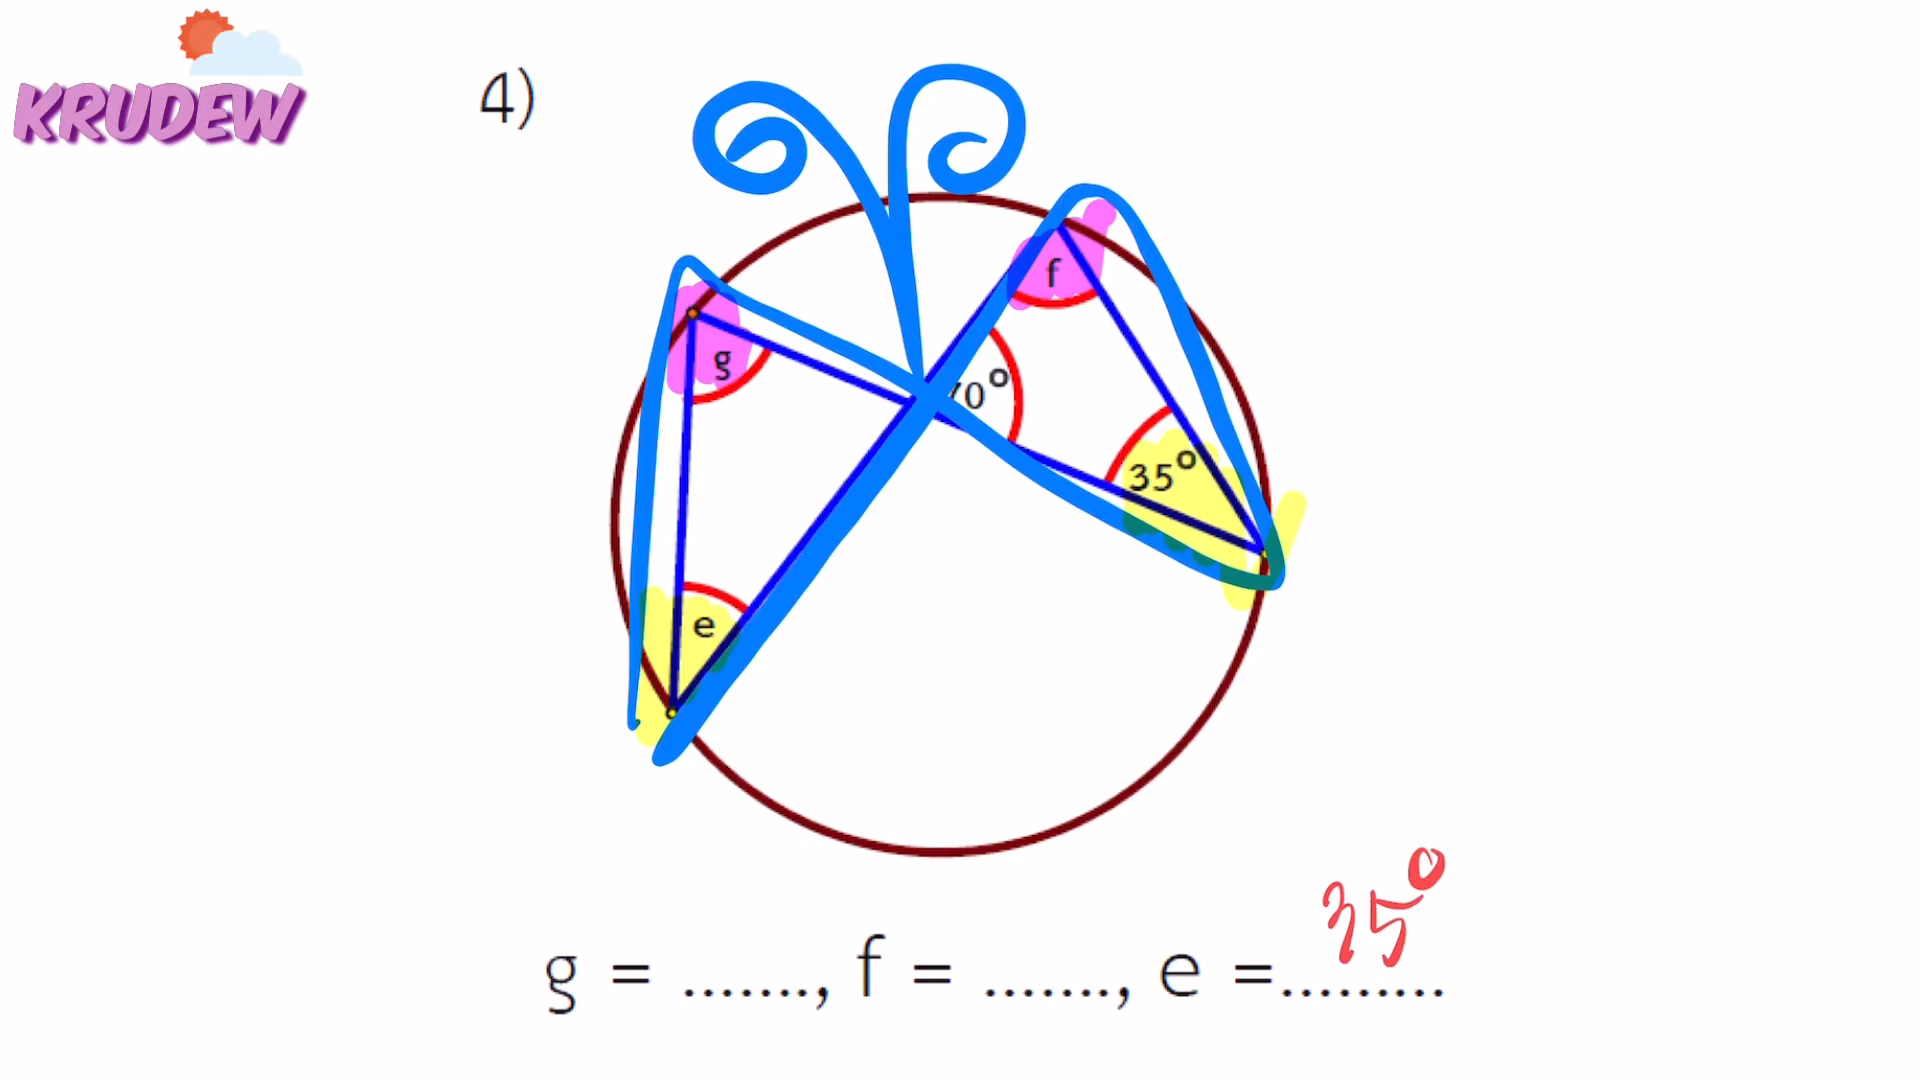 KRUDEW
4)
f
g
70°
35°
e
35°
g = ......., f = ......., e =.........